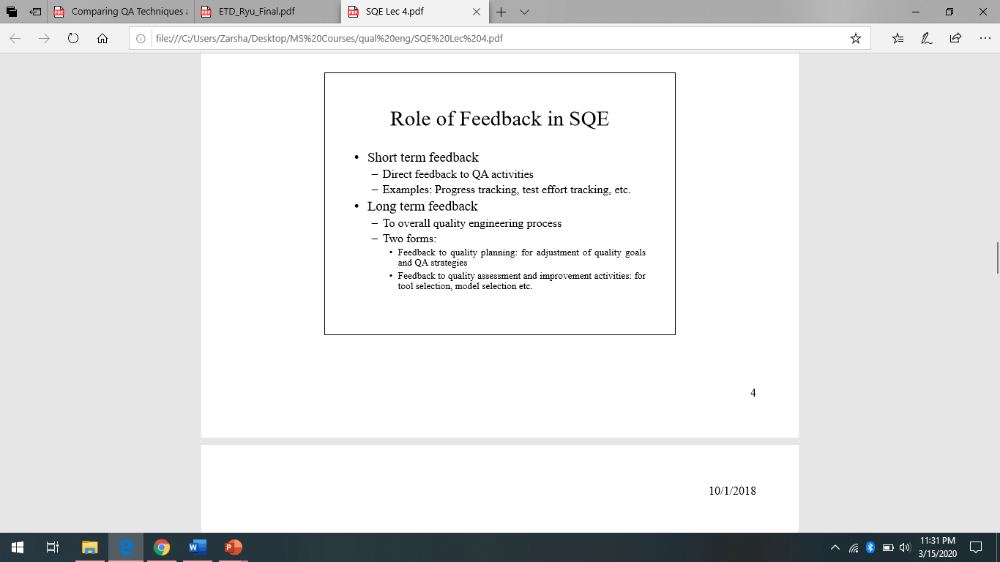 Comparing QA Techniques a
ETD_Ryu_Final.pdf
SQE Lec 4.pdf
file:///C:/Users/Zarsha/Desktop/MS%20Courses/qual%20eng/SQE%20Lec%204.pdf
Role of Feedback in SQE
• Short term feedback
– Direct feedback to QA activities
– Examples: Progress tracking, test effort tracking, etc.
• Long term feedback
– To overall quality engineering process
– Two forms:
• Feedback to quality planning: for adjustment of quality goals
and QA strategies
• Feedback to quality assessment and improvement activities: for
tool selection, model selection etc.
4
10/1/2018
11:31 PM
3/15/2020